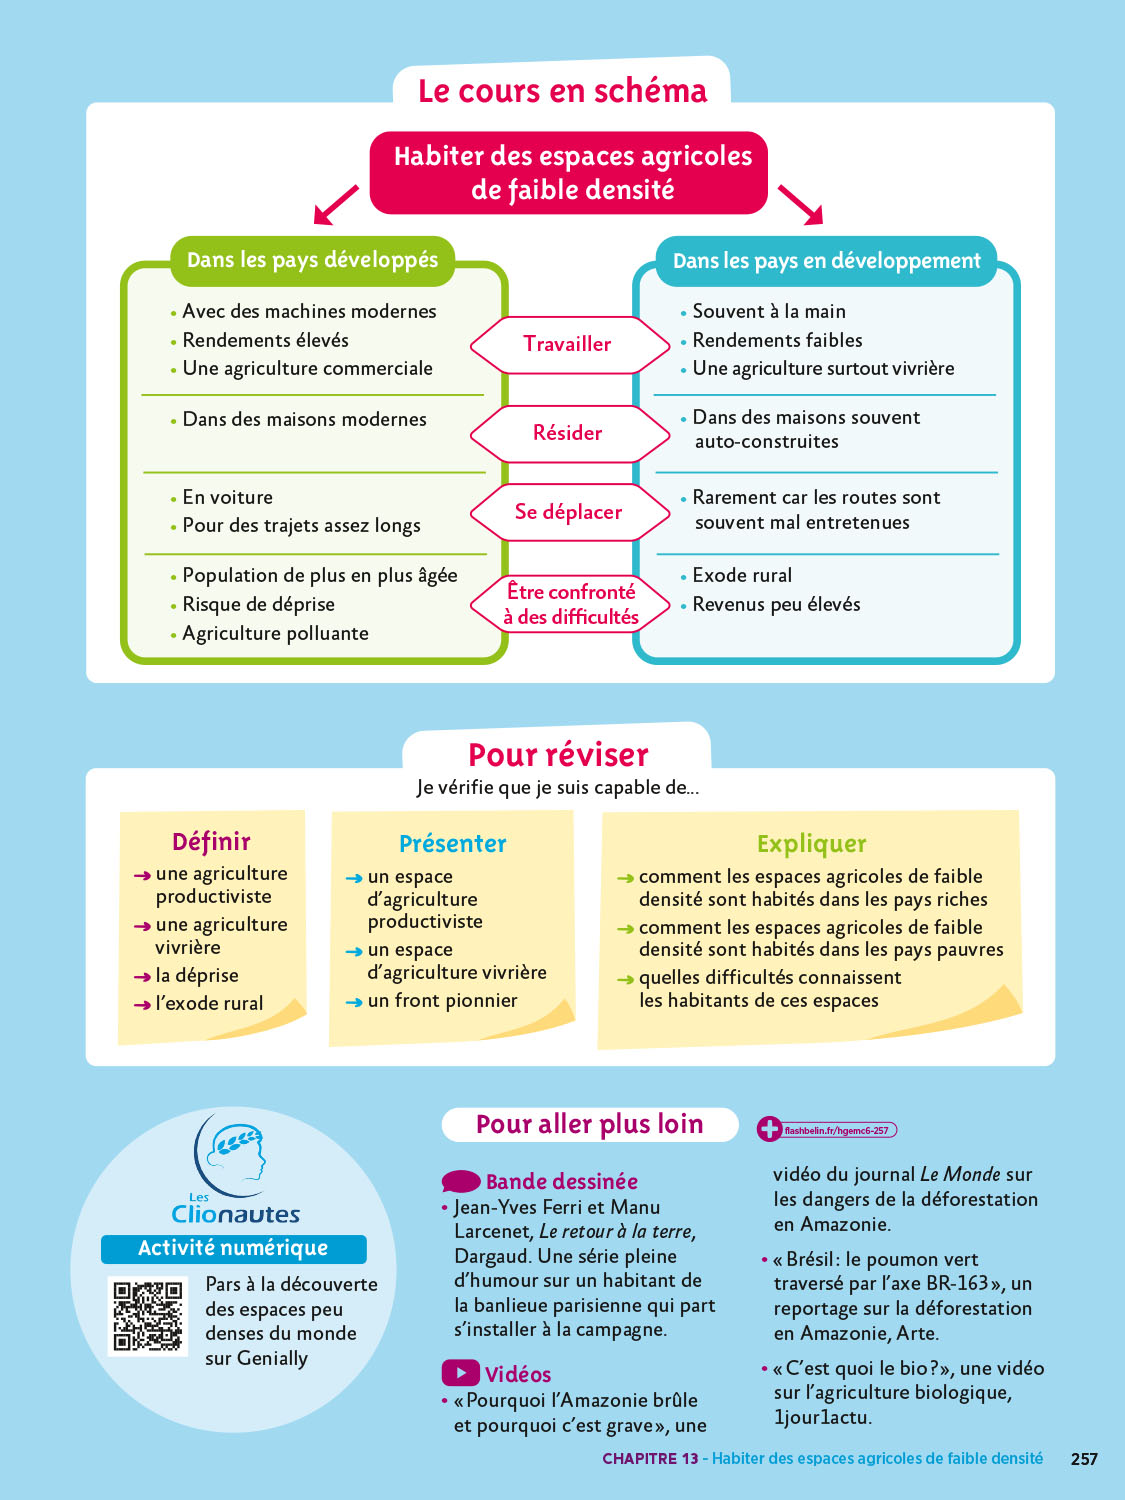 Le cours en schéma
Habiter des espaces agricoles
de faible densité
Dans les pays développés
• Avec des machines modernes
• Rendements élevés
• Une agriculture commerciale
• Dans des maisons modernes
• En voiture
• Pour des trajets assez longs
• Population de plus en plus âgée
• Risque de déprise
• Agriculture polluante
Travailler
Résider
Se déplacer
Être confronté
à des difficultés
Dans les pays en développement
• Souvent à la main
• Rendements faibles
• Une agriculture surtout vivrière
• Dans des maisons souvent
auto-construites
• Rarement car les routes sont
souvent mal entretenues
• Exode rural
• Revenus peu élevés
Pour réviser
Je vérifie que je suis capable de...
Définir
➞ une agriculture
productiviste
➞ une agriculture
vivrière
➞ la déprise
➞ l'exode rural
Présenter
➞ un espace
d'agriculture
productiviste
➞ un espace
d'agriculture vivrière
➞ un front pionnier
Expliquer
➞ comment les espaces agricoles de faible
densité sont habités dans les pays riches
➞ comment les espaces agricoles de faible
densité sont habités dans les pays pauvres
➞ quelles difficultés connaissent
les habitants de ces espaces
Les
Clionautes
Activité numérique
Pars à la découverte
des espaces peu
denses du monde
sur Genially
Pour aller plus loin
flashbelin.fr/hgemc6-257
Bande dessinée
• Jean-Yves Ferri et Manu
Larcenet, Le retour à la terre,
Dargaud. Une série pleine
d'humour sur un habitant de
la banlieue parisienne qui part
s'installer à la campagne.
Vidéos
• « Pourquoi l'Amazonie brûle
et pourquoi c'est grave », une
vidéo du journal Le Monde sur
les dangers de la déforestation
en Amazonie.
• « Brésil : le poumon vert
traversé par l'axe BR-163 », un
reportage sur la déforestation
en Amazonie, Arte.
• « C'est quoi le bio ? », une vidéo
sur l'agriculture biologique,
1jour1actu.
CHAPITRE 13 - Habiter des espaces agricoles de faible densité 257